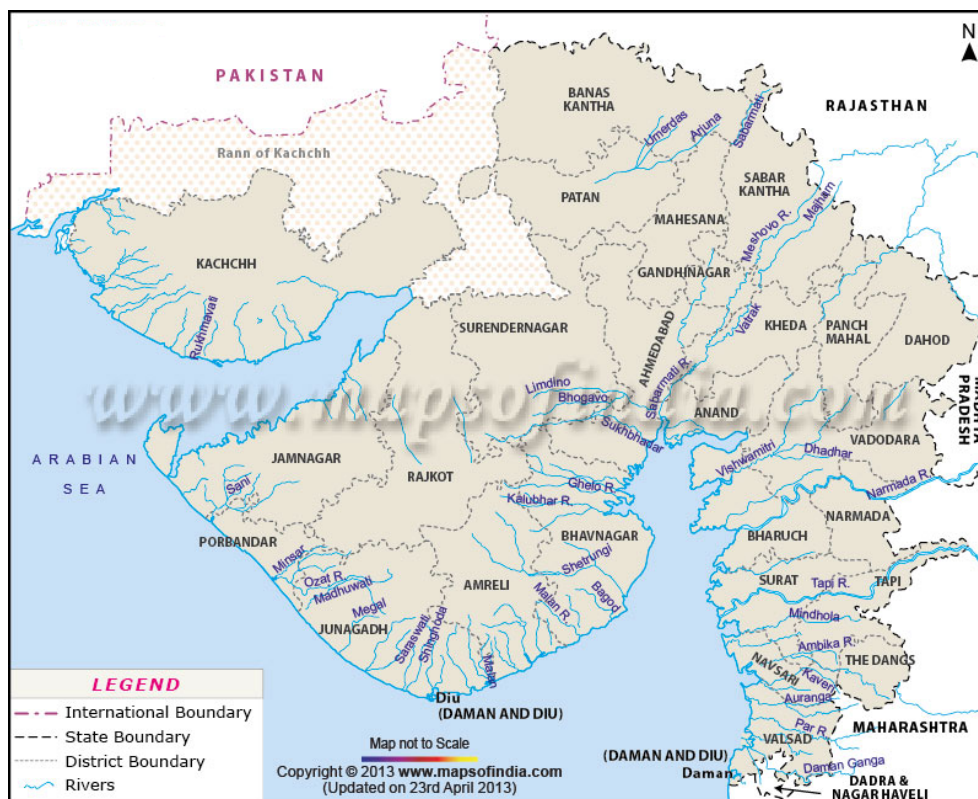 N
PAKISTAN
RAJASTHAN
BANAS
KANTHA
Umerdas
Arjuna
Sabarmati
Rann of Kachchh
PATAN
SABAR
KANTHA
MAHESANA
Meshovo R.
Majham
KACHCHH
GANDHINAGAR
Rukhmavati
SURENDERNAGAR
AHMEDABAD
Vatrak
KHEDA
PANCH
MAHAL
DAHOD
www.mapsofindia.com
Limdino
Bhogavo
Sabarmati R.
ANAND
PRADESH
Sukhbhadar
VADODARA
ARABIAN
SEA
JAMNAGAR
RAJKOT
Vishwamitri
Dhadhar
Sani
Ghelo R.
Kalubhar R.
Narmada R.
NARMADA
PORBANDAR
BHAVNAGAR
BHARUCH
Minsar
Ozat R.
Madhuwati
Shetrungi
AMRELI
SURAT
Tapi R.
TAPI
Megal
Malan R.
Bagod
Mindhola
JUNAGADH
Saraswati
Shinghoda
Malan
Ambika R.
THE DANGS
NAVSARI
Kaveri
Auranga
Diu
(DAMAN AND DIU)
Par R.
MAHARASHTRA
VALSAD
(DAMAN AND DIU)
Daman
Daman Ganga
DADRA &
NAGAR HAVELI
LEGEND
International Boundary
State Boundary
District Boundary
Rivers
Map not to Scale
Copyright © 2013 www.mapsofindia.com
(Updated on 23rd April 2013)